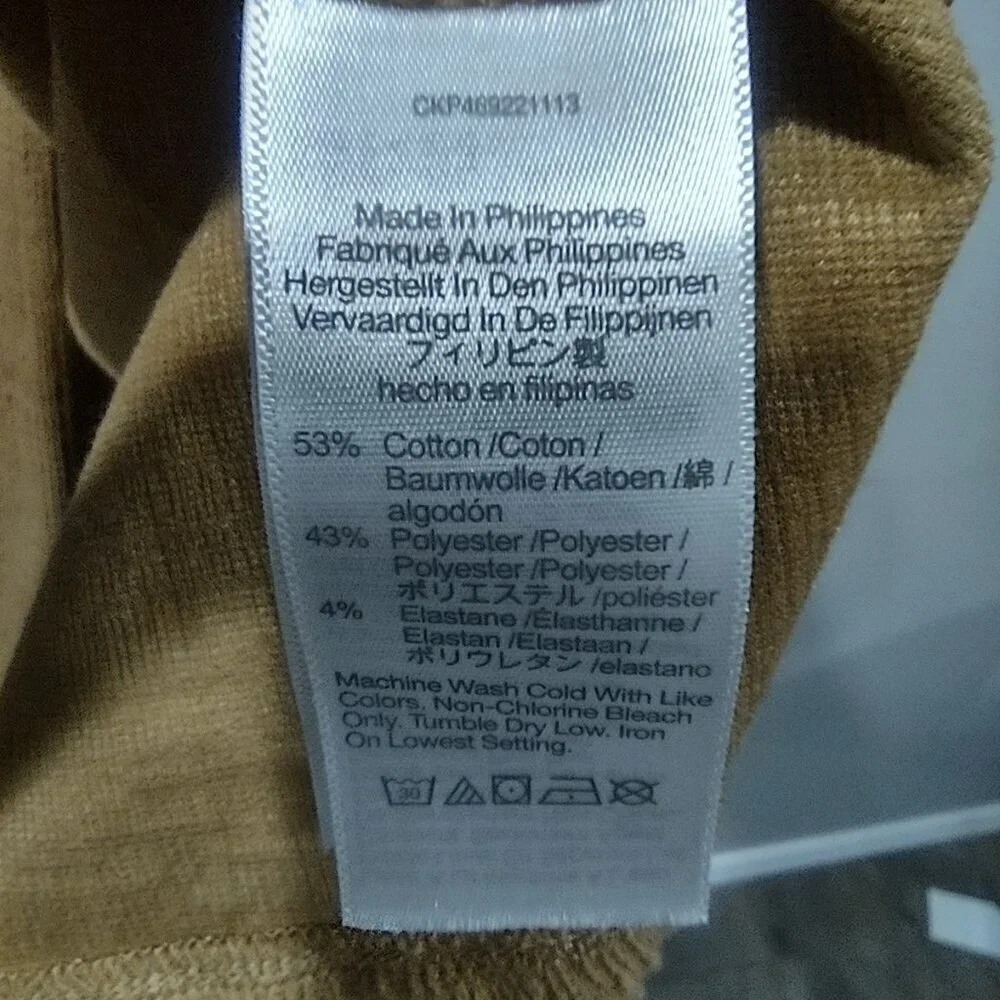 CKP469221113
Made In Philippines
Fabriqué Aux Philippines
Hergestellt In Den Philippinen
Vervaardigd In De Filippijnen
フィリピン製
hecho en filipinas
53% Cotton /Coton /
Baumwolle /Katoen /綿 /
algodón
43% Polyester /Polyester /
Polyester /Polyester /
ポリエステル /poliéster
4% Elastane /Élasthanne /
Elastan /Elastaan /
ポリウレタン /elastano
Machine Wash Cold With Like
Colors. Non-Chlorine Bleach
Only. Tumble Dry Low. Iron
On Lowest Setting.
30